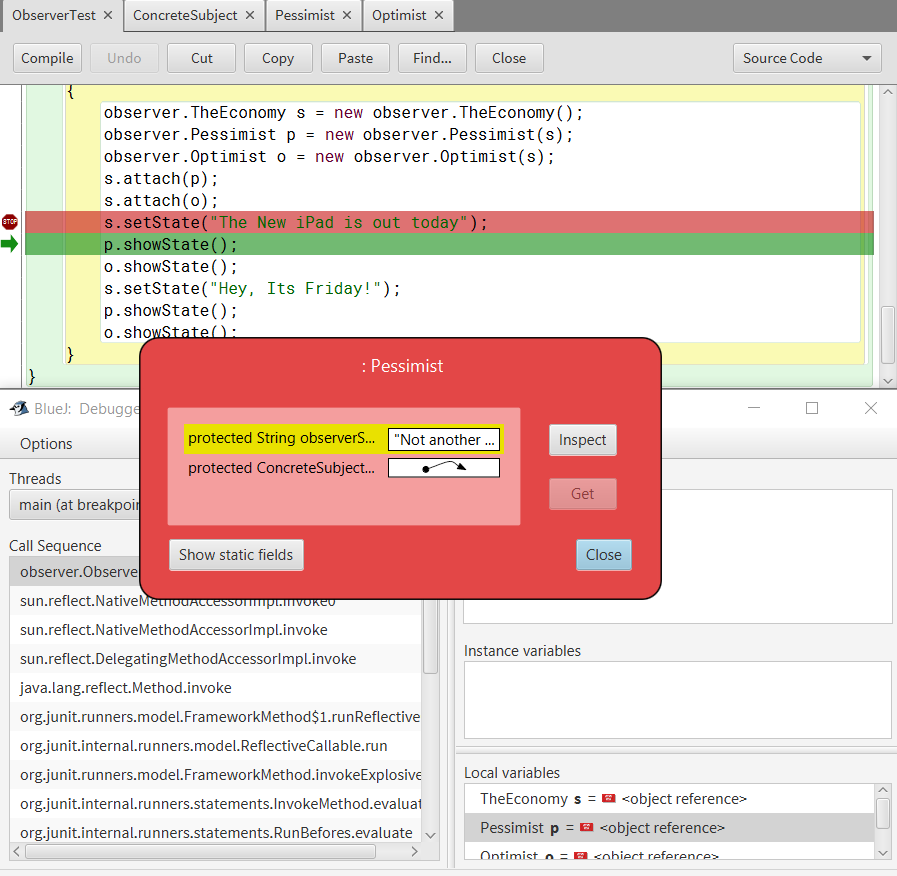 ObserverTest × ConcreteSubject × Pessimist × Optimist ×
Compile Undo Cut Copy Paste Find... Close Source Code
{
observer.TheEconomy s = new observer.TheEconomy();
observer.Pessimist p = new observer.Pessimist(s);
observer.Optimist o = new observer.Optimist(s);
s.attach(p);
s.attach(o);
STOP s.setState("The New iPad is out today");
p.showState();
o.showState();
s.setState("Hey, Its Friday!");
p.showState();
o.showState();
}
}
: Pessimist
protected String observerS... "Not another ...
protected ConcreteSubject...
Inspect
Get
Show static fields
Close
BlueJ: Debugge
Options
Threads
main (at breakpoin
Call Sequence
observer.Observe
sun.reflect.NativeMethodAccessorImpl.invoke0
sun.reflect.NativeMethodAccessorImpl.invoke
sun.reflect.DelegatingMethodAccessorImpl.invoke
java.lang.reflect.Method.invoke
org.junit.runners.model.FrameworkMethod$1.runReflective
org.junit.internal.runners.model.ReflectiveCallable.run
org.junit.runners.model.FrameworkMethod.invokeExplosive
org.junit.internal.runners.statements.InvokeMethod.evaluat
org.junit.internal.runners.statements.RunBefores.evaluate
Instance variables
Local variables
TheEconomy s = <object reference>
Pessimist p = <object reference>
Optimist o = <object reference>